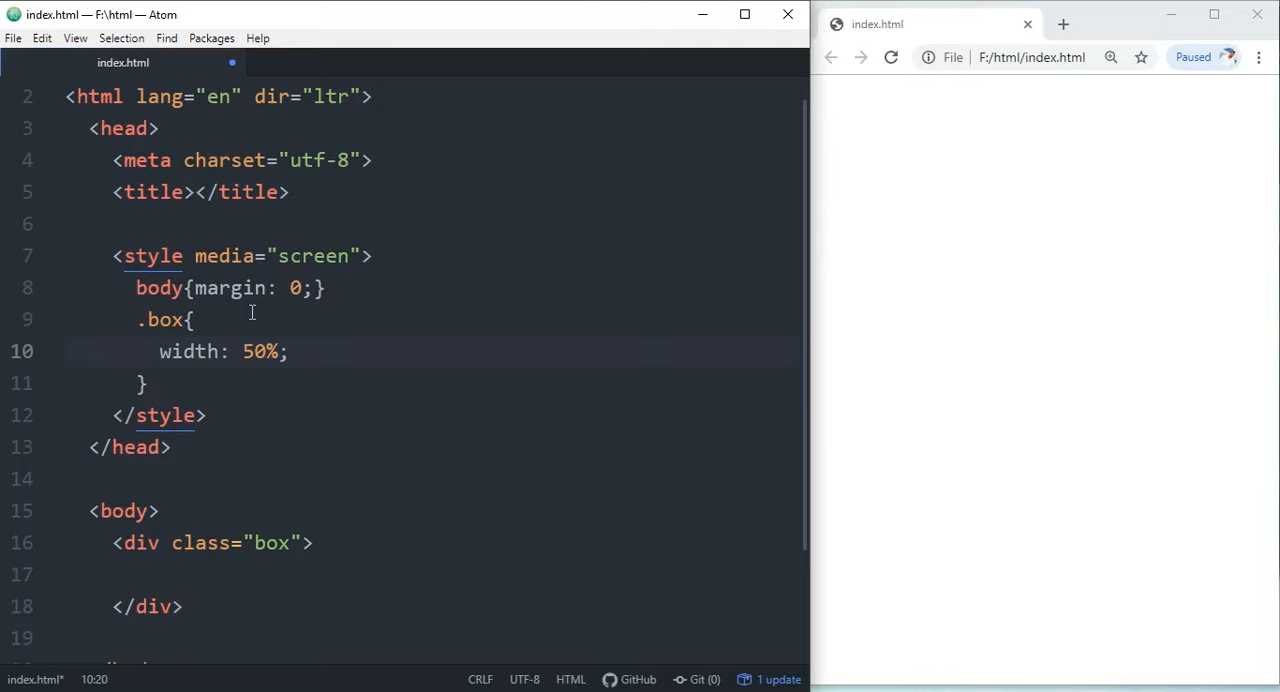 index.html — F:\html — Atom
File Edit View Selection Find Packages Help
index.html
2 <html lang="en" dir="ltr">
3 <head>
4 <meta charset="utf-8">
5 <title></title>
6
7 <style media="screen">
8 body{margin: 0;}
9 .box{
10 width: 50%;
11 }
12 </style>
13 </head>
14
15 <body>
16 <div class="box">
17
18 </div>
19
index.html* 10:20 CRLF UTF-8 HTML GitHub Git (0) 1 update
index.html
File F:/html/index.html Paused